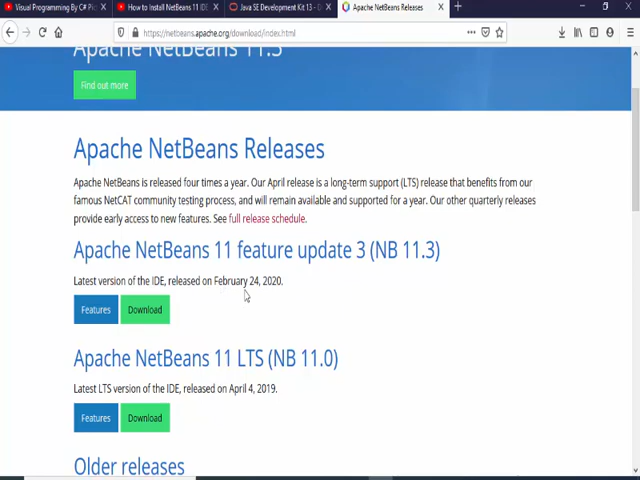 Visual Programming By C# Pic
How to Install NetBeans 11 IDE
Java SE Development Kit 13 - O
Apache NetBeans Releases
https://netbeans.apache.org/download/index.html
Apache NetBeans 11.3
Find out more
Apache NetBeans Releases
Apache NetBeans is released four times a year. Our April release is a long-term support (LTS) release that benefits from our
famous NetCAT community testing process, and will remain available and supported for a year. Our other quarterly releases
provide early access to new features. See full release schedule.
Apache NetBeans 11 feature update 3 (NB 11.3)
Latest version of the IDE, released on February 24, 2020.
Features
Download
Apache NetBeans 11 LTS (NB 11.0)
Latest LTS version of the IDE, released on April 4, 2019.
Features
Download
Older releases